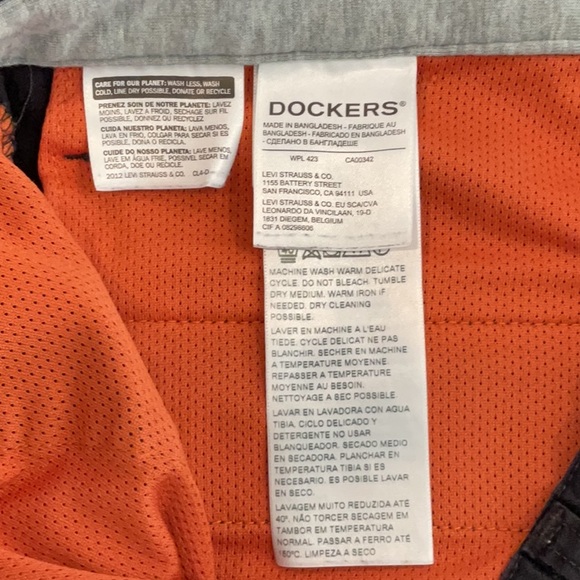 CARE FOR OUR PLANET: WASH LESS, WASH
COLD, LINE DRY POSSIBLE, DONATE OR RECYCLE
PRENEZ SOIN DE NOTRE PLANETE: LAVEZ
MOINS, LAVEZ A FROID, SECHAGE SUR FIL
POSSIBLE, DONNEZ OU RECYCLEZ
CUIDA NUESTRO PLANETA: LAVA MENOS,
LAVA EN FRIO, COLGAR PARA SECAR SI ES
POSIBLE, DONA O RECICLA
CUIDE DO NOSSO PLANETA: LAVE MENOS,
LAVE EM ÁGUA FRIE, POSSIVEL SECAR EM
CORDA, DOE OU RECICLE
2012 LEVI STRAUSS & CO. CL4-D
DOCKERS®
MADE IN BANGLADESH - FABRIQUE AU
BANGLADESH - FABRICADO EN BANGLADESH
- СДЕЛАНО В БАНГЛАДЕШЕ
WPL 423 CA00342
LEVI STRAUSS & CO.
1155 BATTERY STREET
SAN FRANCISCO, CA 94111 USA
LEVI STRAUSS & CO. EU SCA/CVA
LEONARDO DA VINCILAAN, 19-D
1831 DIEGEM, BELGIUM
CIF A 08296606
MACHINE WASH WARM DELICATE
CYCLE. DO NOT BLEACH. TUMBLE
DRY MEDIUM. WARM IRON IF
NEEDED. DRY CLEANING
POSSIBLE.
LAVER EN MACHINE A L'EAU
TIEDE. CYCLE DELICAT NE PAS
BLANCHIR. SECHER EN MACHINE
A TEMPERATURE MOYENNE.
REPASSER A TEMPERATURE
MOYENNE AU BESOIN.
NETTOYAGE A SEC POSSIBLE
LAVAR EN LAVADORA CON AGUA
TIBIA, CICLO DELICADO Y
DETERGENTE NO USAR
BLANQUEADOR. SECADO MEDIO
EN SECADORA. PLANCHAR EN
TEMPERATURA TIBIA SI ES
NECESARIO. ES POSIBLE LAVAR
EN SECO.
LAVAGEM MUITO REDUZIDA ATÉ
40º. NÃO TORCER SECAGEM EM
TAMBOR EM TEMPERATURA
NORMAL. PASSAR A FERRO ATÉ
150ºC. LIMPEZA A SECO